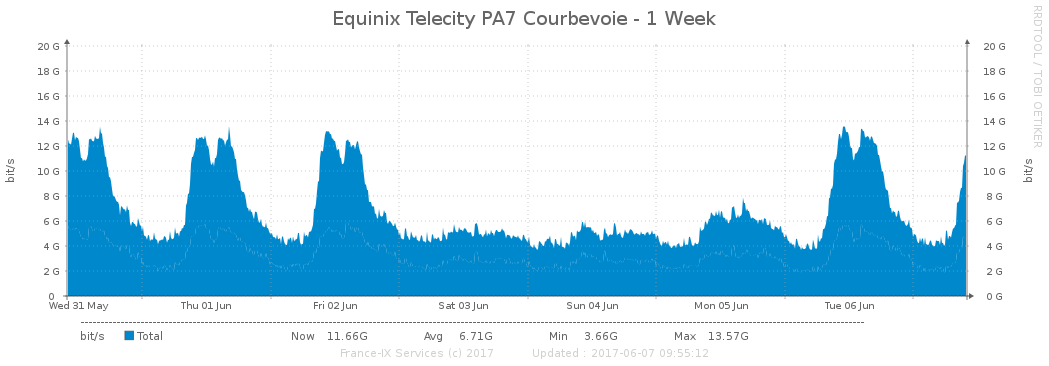 Equinix Telecity PA7 Courbevoie - 1 Week
RRDTOOL / TOBI OETIKER
20 G 20 G
18 G 18 G
16 G 16 G
14 G 14 G
12 G 12 G
10 G 10 G
8 G 8 G
6 G 6 G
4 G 4 G
2 G 2 G
0 0 G
bit/s bit/s
Wed 31 May Thu 01 Jun Fri 02 Jun Sat 03 Jun Sun 04 Jun Mon 05 Jun Tue 06 Jun
bit/s Total Now 11.66G Avg 6.71G Min 3.66G Max 13.57G
France-IX Services (c) 2017 Updated : 2017-06-07 09:55:12